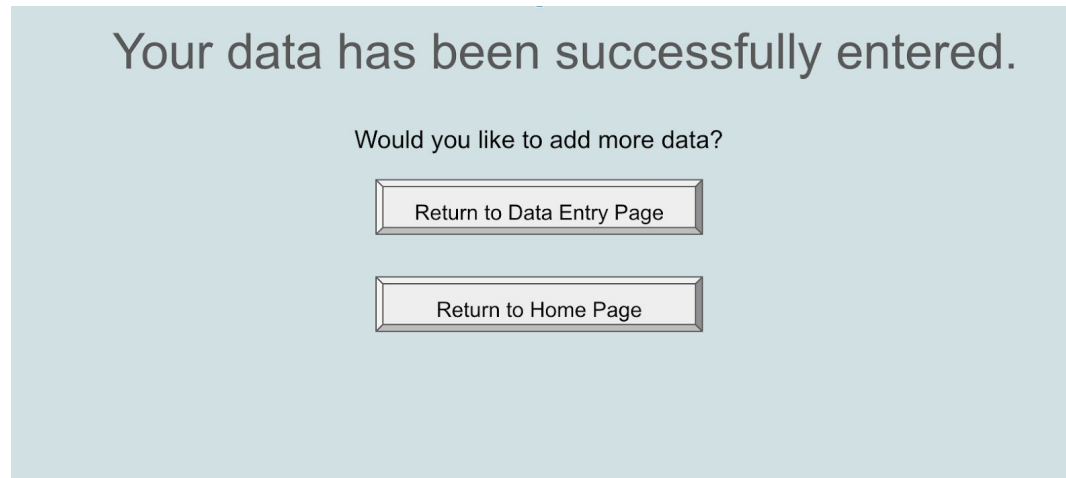 Your data has been successfully entered.
Would you like to add more data?
Return to Data Entry Page
Return to Home Page